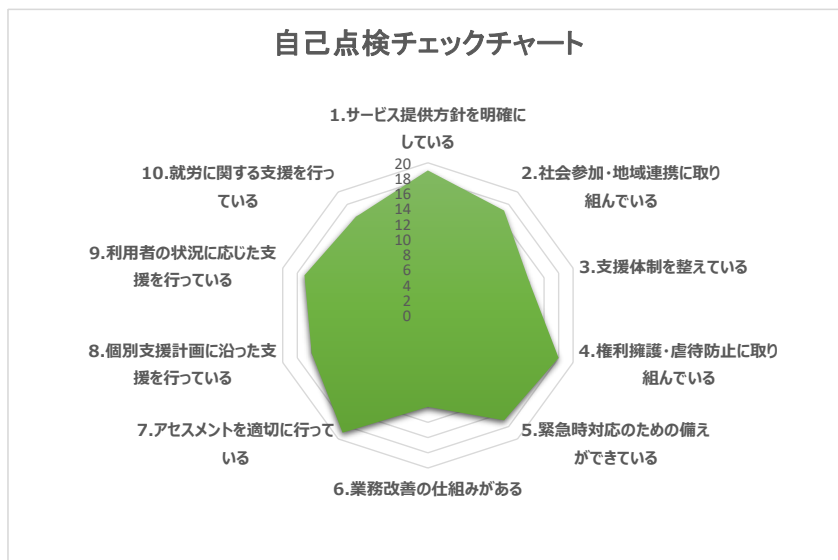 自己点検チェックチャート
1.サービス提供方針を明確に
している
2.社会参加・地域連携に取り
組んでいる
3.支援体制を整えている
4.権利擁護・虐待防止に取り
組んでいる
5.緊急時対応のための備え
ができている
6.業務改善の仕組みがある
7.アセスメントを適切に行って
いる
8.個別支援計画に沿った支
援を行っている
9.利用者の状況に応じた支
援を行っている
10.就労に関する支援を行っ
ている
20
18
16
14
12
10
8
6
4
2
0